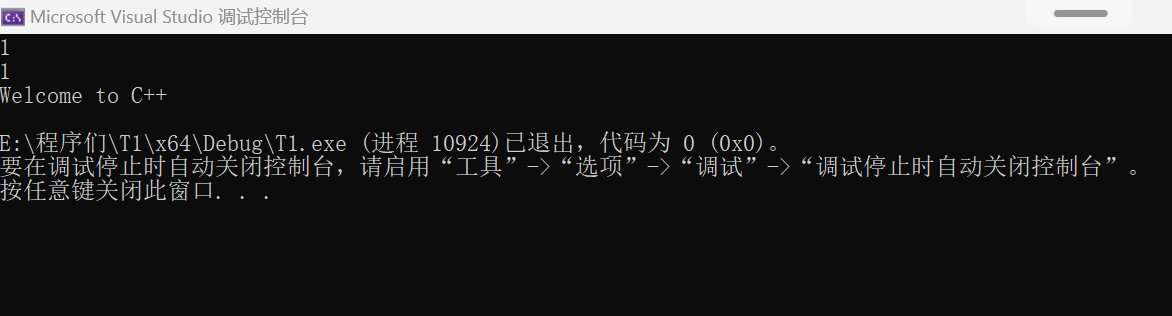 Microsoft Visual Studio 调试控制台
1
1
Welcome to C++
E:\程序们\T1\x64\Debug\T1.exe (进程 10924)已退出，代码为 0 (0x0)。
要在调试停止时自动关闭控制台，请启用“工具”->“选项”->“调试”->“调试停止时自动关闭控制台”。
按任意键关闭此窗口. . .